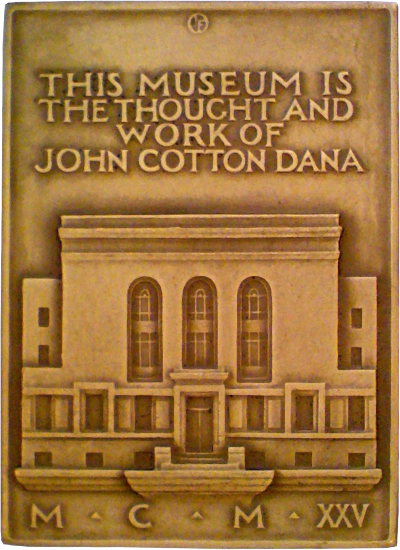 THIS MUSEUM IS
THE THOUGHT AND
WORK OF
JOHN COTTON DANA
M · C · M · XXV